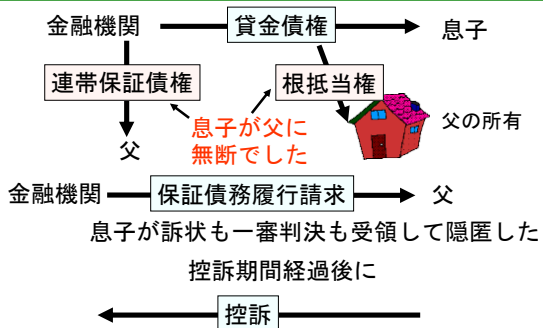 金融機関 貸金債権 息子
連帯保証債権 根抵当権
息子が父に
無断でした
父の所有
父
金融機関 保証債務履行請求 父
息子が訴状も一審判決も受領して隠匿した
控訴期間経過後に
控訴